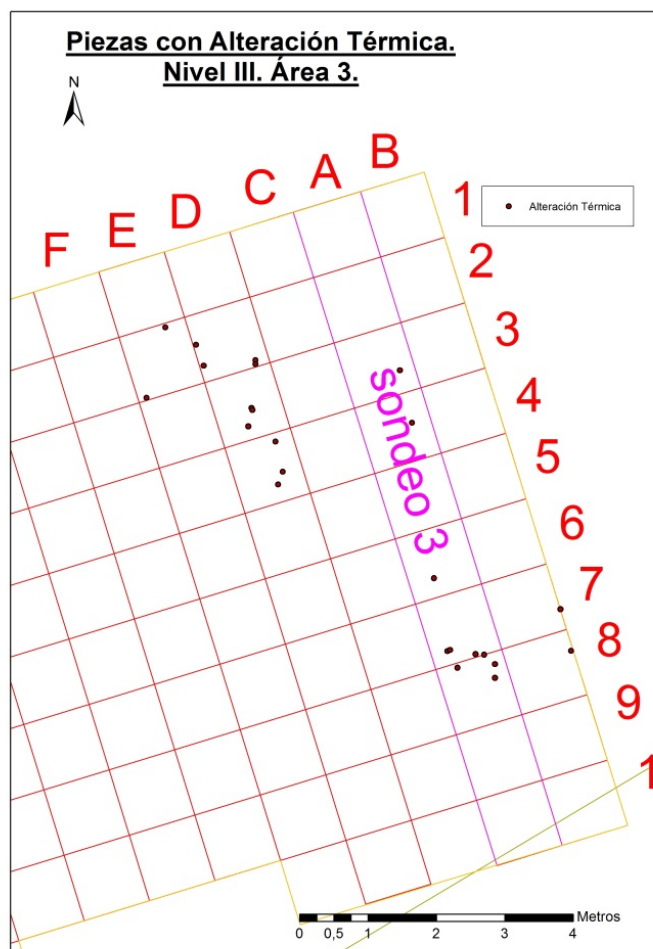 Piezas con Alteración Térmica.
Nivel III. Área 3.
N
F E D C A B
Alteración Térmica
1
2
3
4
5
6
7
8
9
1
sondeo 3
Metros
0 0,5 1 2 3 4